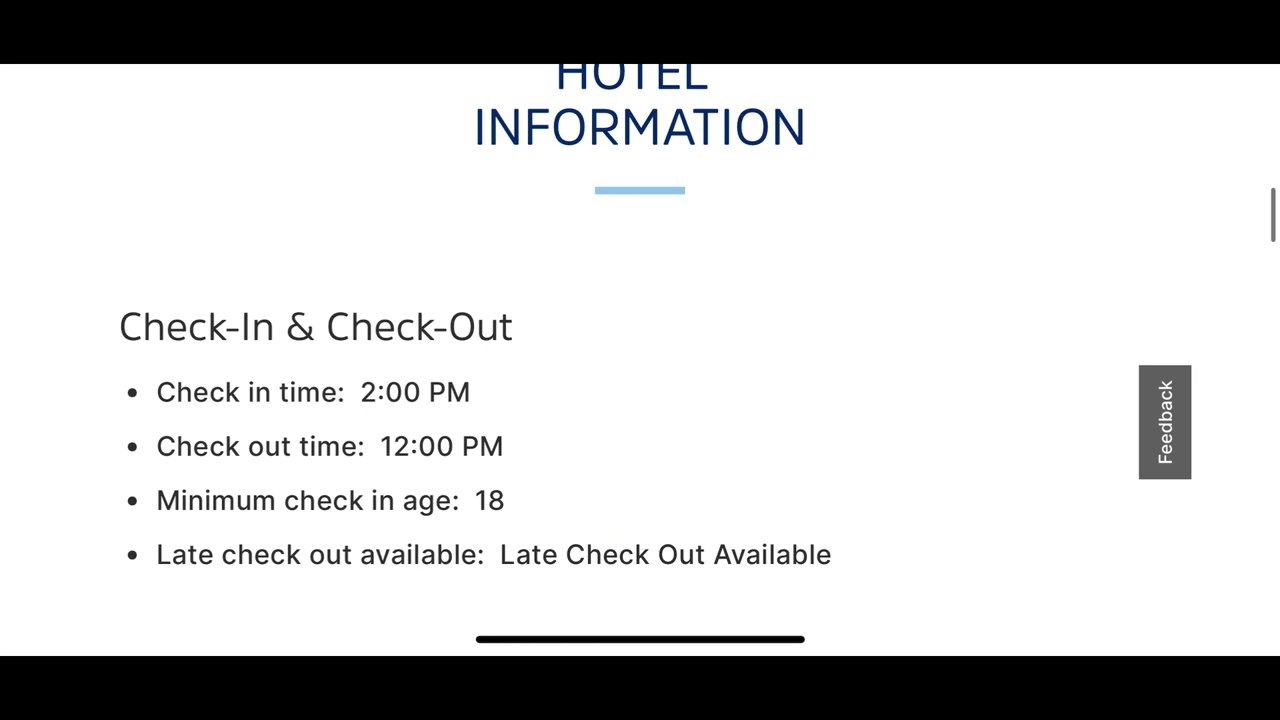 HOTEL
INFORMATION
Check-In & Check-Out
• Check in time: 2:00 PM
• Check out time: 12:00 PM
• Minimum check in age: 18
• Late check out available: Late Check Out Available
Feedback